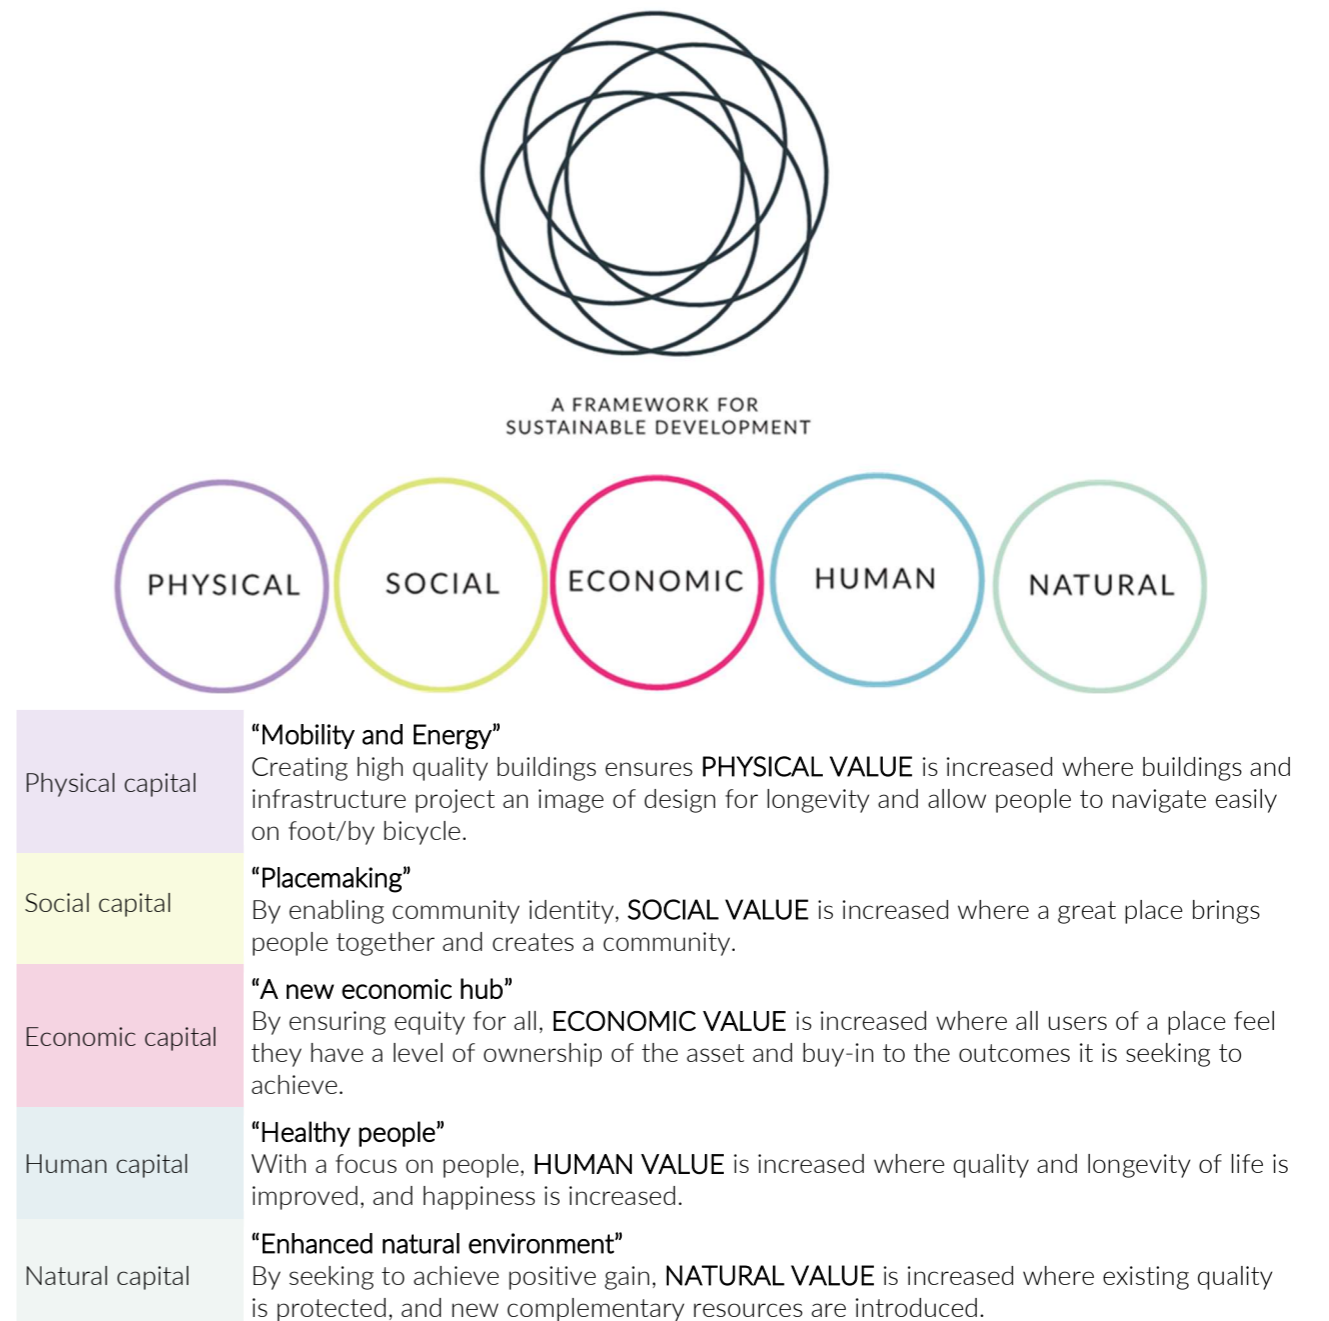 A FRAMEWORK FOR
SUSTAINABLE DEVELOPMENT
PHYSICAL
SOCIAL
ECONOMIC
HUMAN
NATURAL
Physical capital
“Mobility and Energy”
Creating high quality buildings ensures PHYSICAL VALUE is increased where buildings and
infrastructure project an image of design for longevity and allow people to navigate easily
on foot/by bicycle.
Social capital
“Placemaking”
By enabling community identity, SOCIAL VALUE is increased where a great place brings
people together and creates a community.
Economic capital
“A new economic hub”
By ensuring equity for all, ECONOMIC VALUE is increased where all users of a place feel
they have a level of ownership of the asset and buy-in to the outcomes it is seeking to
achieve.
Human capital
“Healthy people”
With a focus on people, HUMAN VALUE is increased where quality and longevity of life is
improved, and happiness is increased.
Natural capital
“Enhanced natural environment”
By seeking to achieve positive gain, NATURAL VALUE is increased where existing quality
is protected, and new complementary resources are introduced.